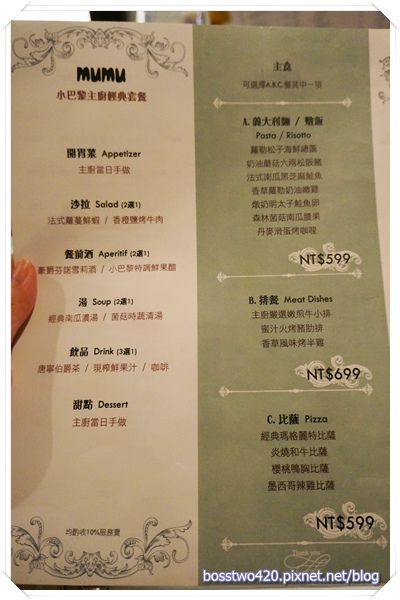 mumu
小巴黎主廚經典套餐
開胃菜 Appetizer
主廚當日手做
沙拉 Salad (2選1)
法式蘿蔓鮮蝦 / 香橙鹽烤牛肉
餐前酒 Aperitif (2選1)
豪爵芬諾雪莉酒 / 小巴黎特調鮮果醋
湯 Soup (2選1)
經典南瓜濃湯 / 菌菇時蔬清湯
飲品 Drink (3選1)
唐寧伯爵茶 / 現榨鮮果汁 / 咖啡
甜點 Dessert
主廚當日手做
均酌收10%服務費
主食
可選擇A.B.C.餐其中一項
A. 義大利麵 / 燉飯
Pasta / Risotto
蘿勒松子海鮮總匯
奶油蘑菇六兩松阪豬
法式南瓜黑芝麻鮭魚
香草蘿勒奶油嫩雞
燉奶明太子鮭魚卵
森林菌菇南瓜腰果
丹麥滑蛋烤咖哩
NT$599
B. 排餐 Meat Dishes
主廚嚴選嫩煎牛小排
蜜汁火烤豬肋排
香草風味烤半雞
NT$699
C. 比薩 Pizza
經典瑪格麗特比薩
炎燒和牛比薩
櫻桃鴨胸比薩
墨西哥辣雞比薩
NT$599
Thank you
bosstwo420.pixnet.net/blog